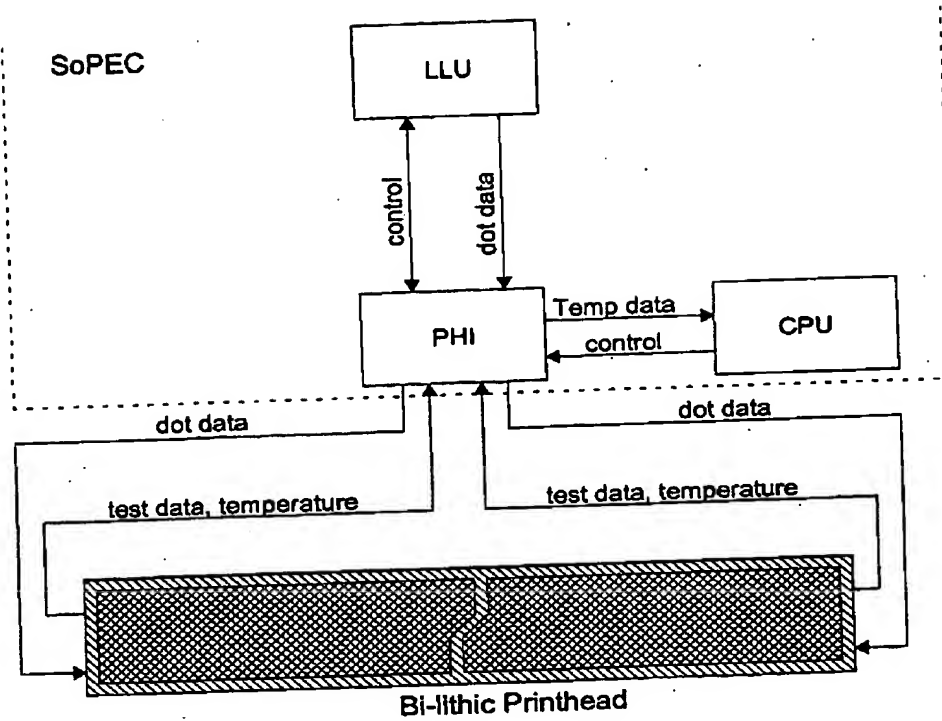 SoPEC
LLU
control
dot data
PHI
Temp data
control
CPU
dot data
dot data
test data, temperature
test data, temperature
Bi-lithic Printhead